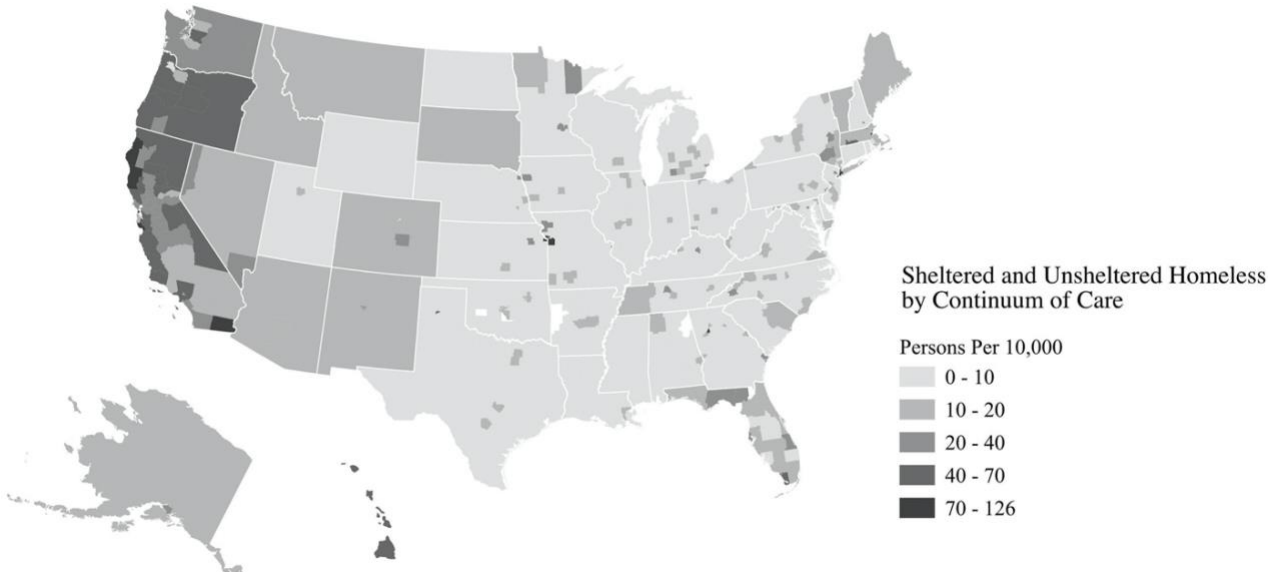 Sheltered and Unsheltered Homeless
by Continuum of Care
Persons Per 10,000
0 - 10
10 - 20
20 - 40
40 - 70
70 - 126